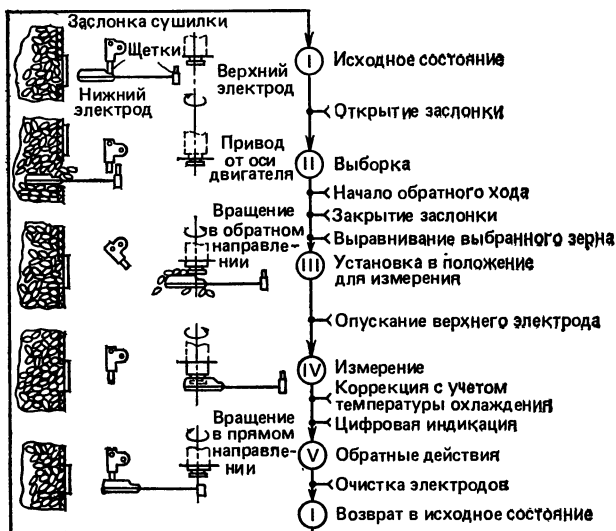 Заслонка сушилки
Щетки
Нижний
электрод
Верхний
электрод
I
Исходное состояние
Открытие заслонки
Привод
от оси
двигателя
II
Выборка
Начало обратного хода
Закрытие заслонки
Выравнивание выбранного зерна
Вращение
в обратном
направле-
нии
III
Установка в положение
для измерения
Опускание верхнего электрода
IV
Измерение
Коррекция с учетом
температуры охлаждения
Цифровая индикация
Вращение
в прямом
направле-
нии
V
Обратные действия
Очистка электродов
I
Возврат в исходное состояние